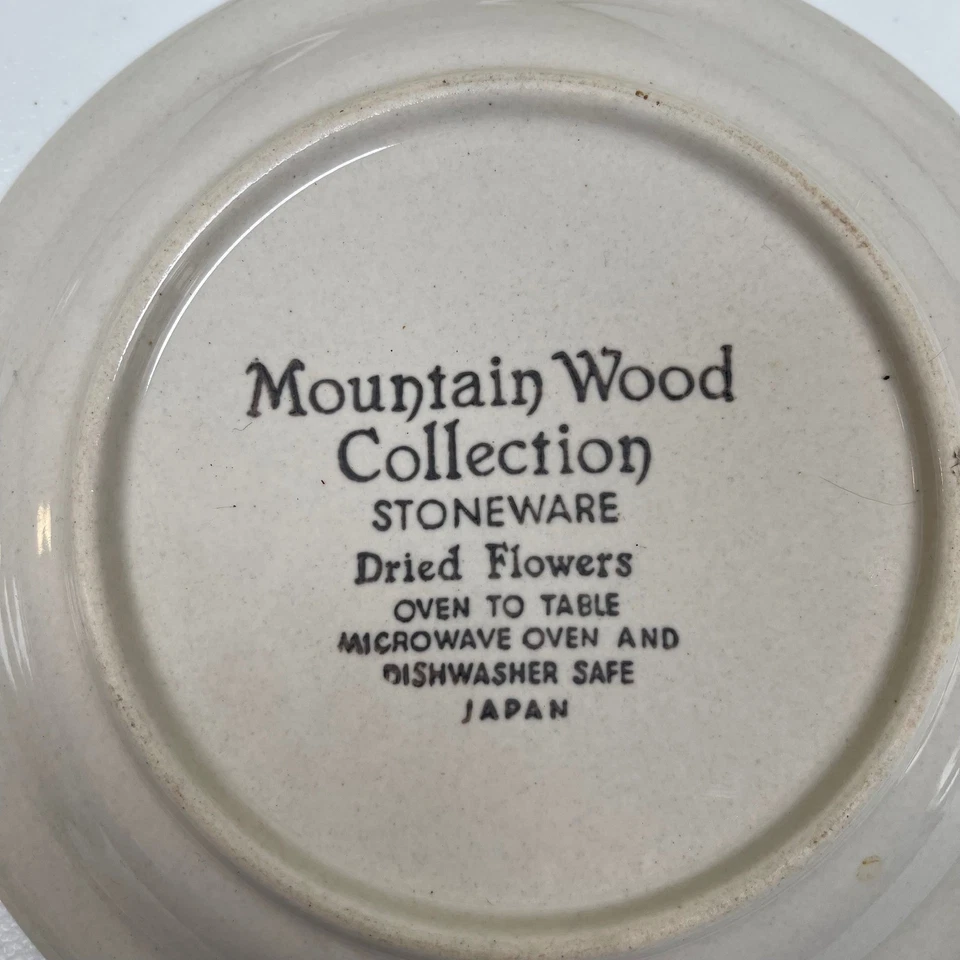 Mountain Wood
Collection
STONEWARE
Dried Flowers
OVEN TO TABLE
MICROWAVE OVEN AND
DISHWASHER SAFE
JAPAN